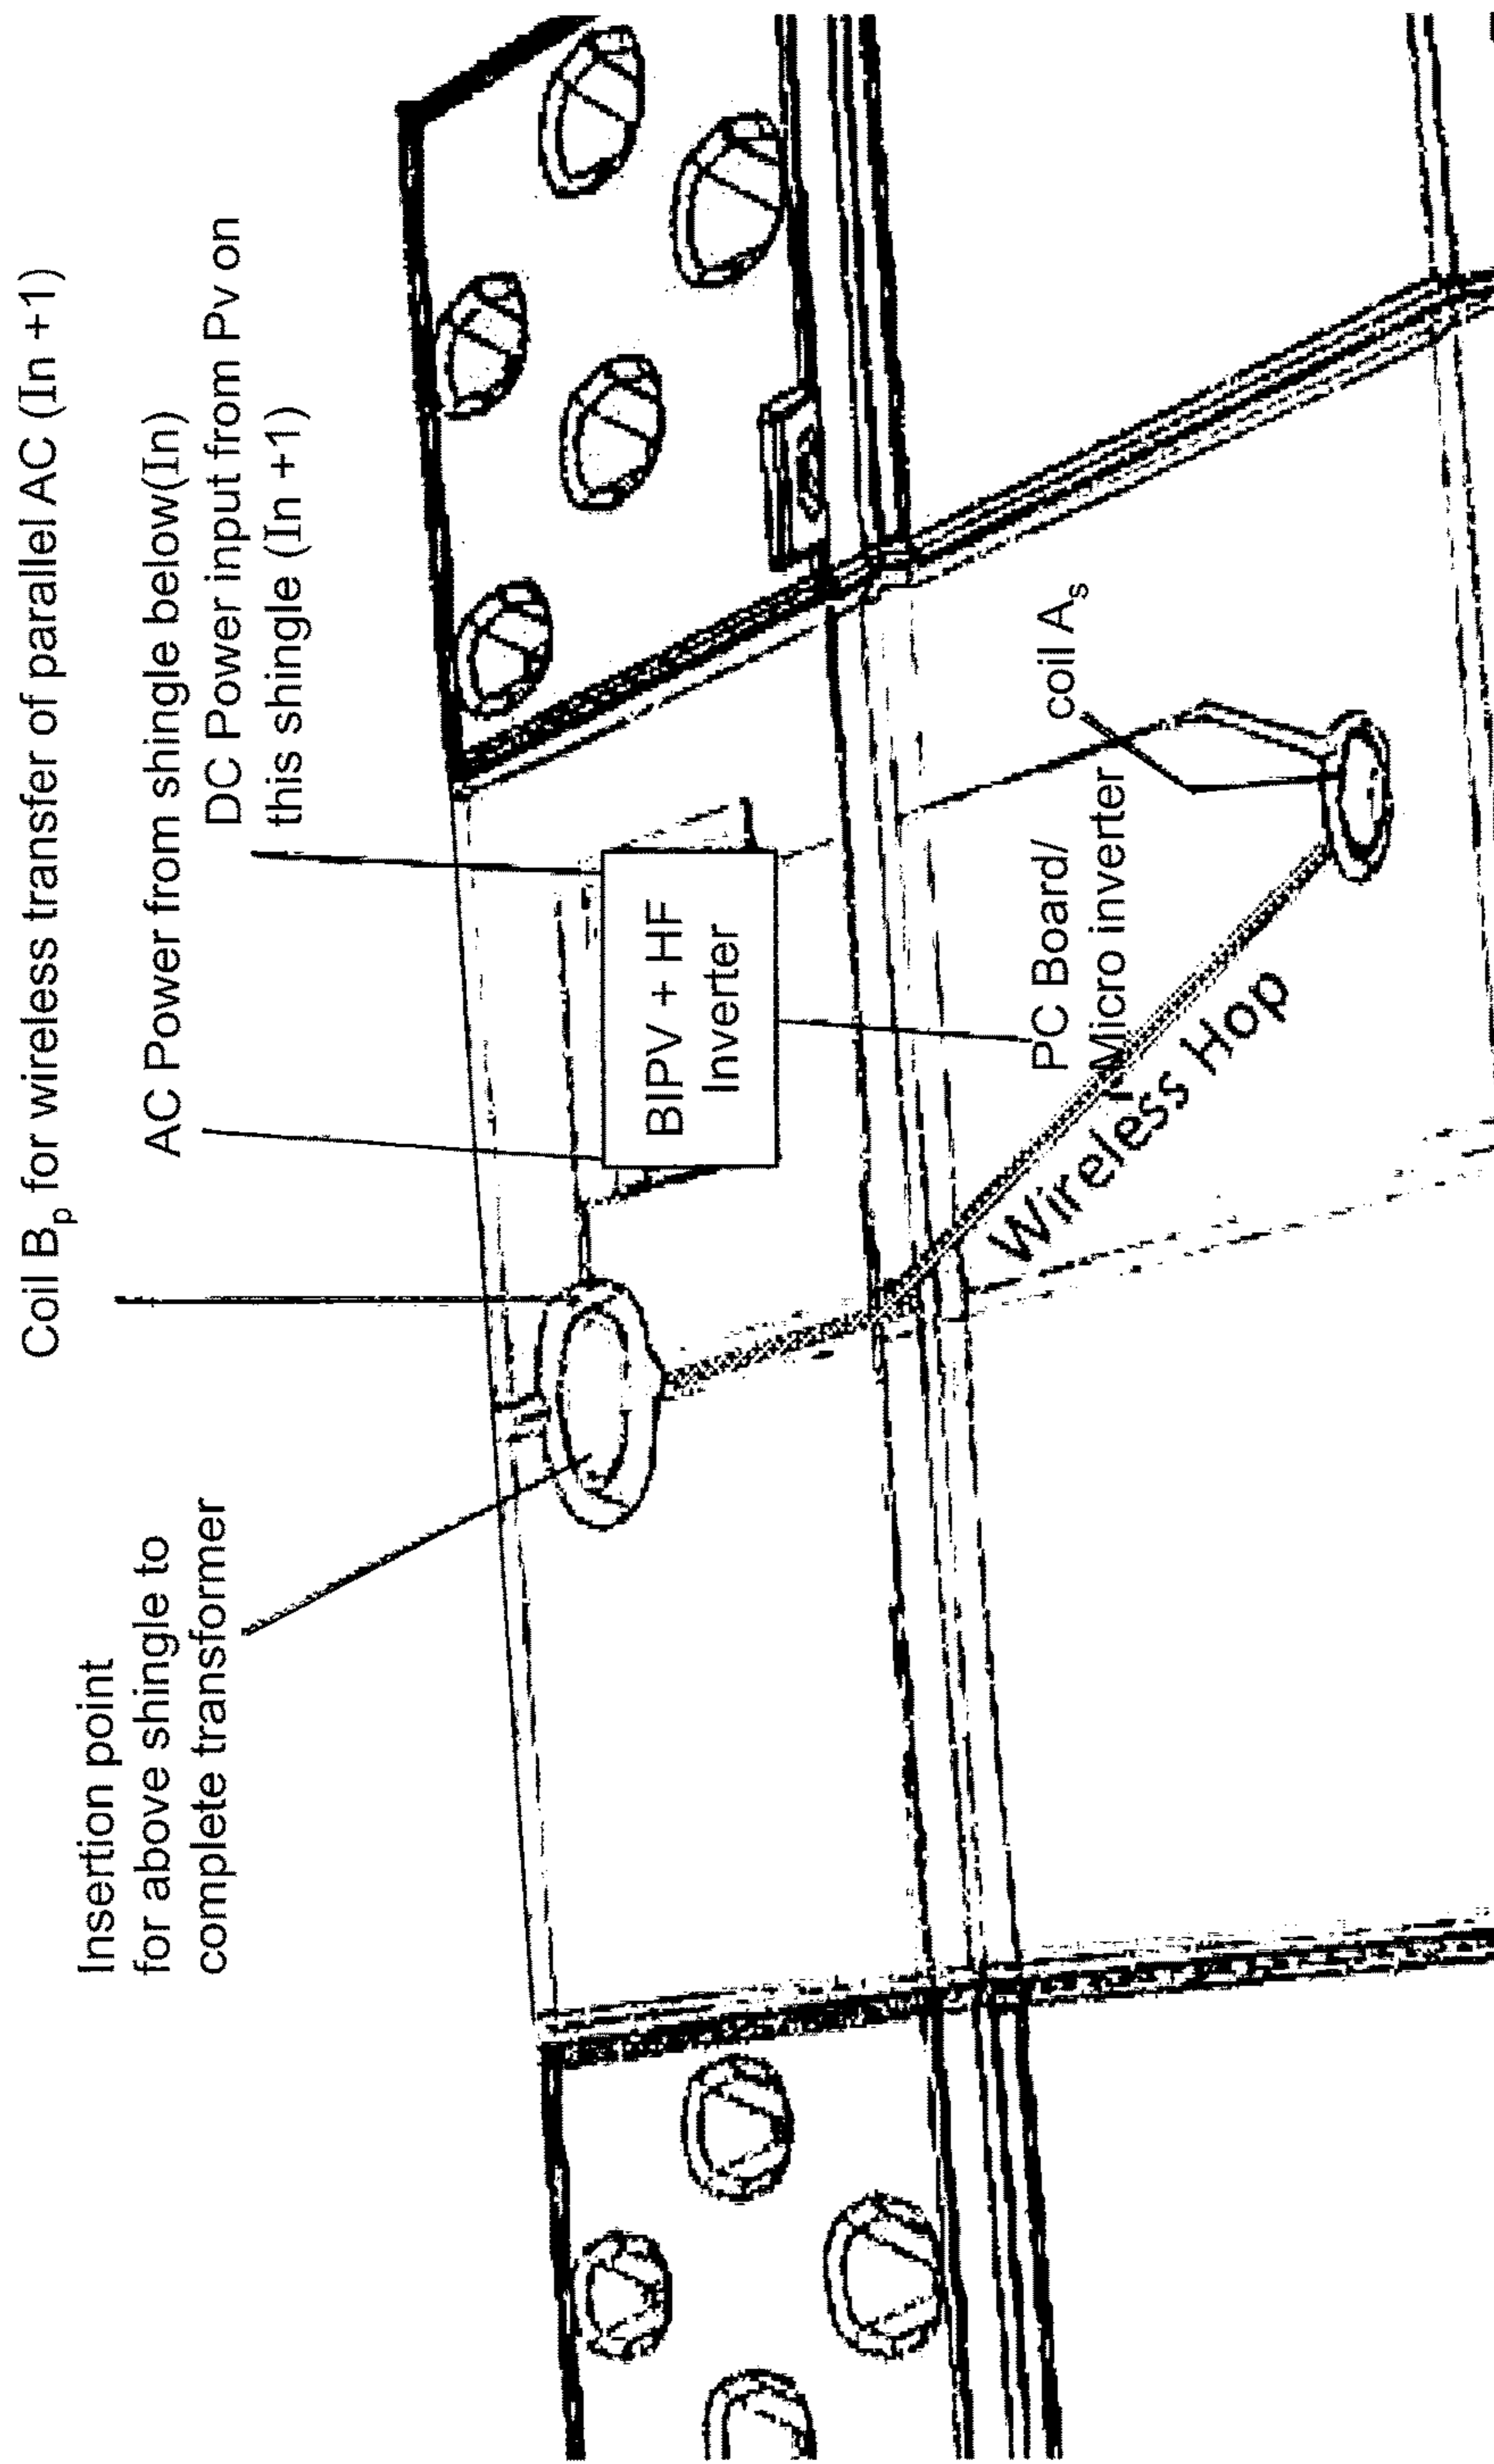 Coil Bₚ for wireless transfer of parallel AC (In +1)
Insertion point
for above shingle to
complete transformer
AC Power from shingle below(In)
DC Power input from Pv on
this shingle (In +1)
BIPV + HF
Inverter
PC Board/
Micro inverter
coil Aₛ
Wireless Hop